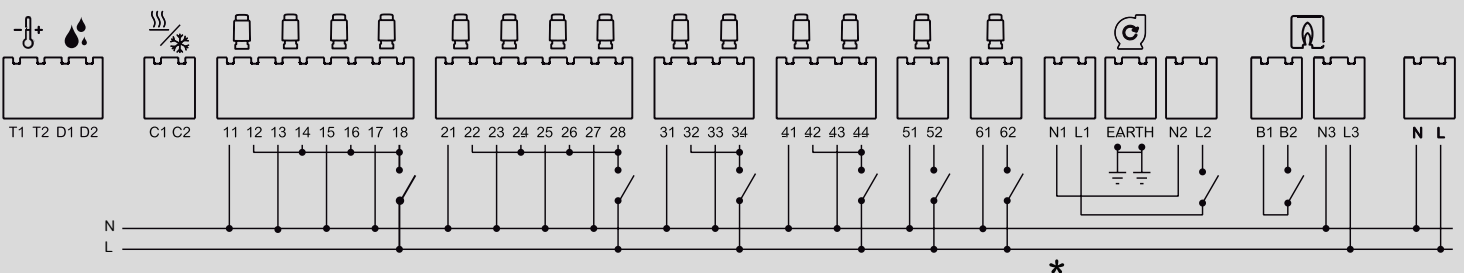 T1 T2 D1 D2 C1 C2 11 12 13 14 15 16 17 18 21 22 23 24 25 26 27 28 31 32 33 34 41 42 43 44 51 52 61 62 N1 L1 EARTH N2 L2 B1 B2 N3 L3 N L
N
L
*